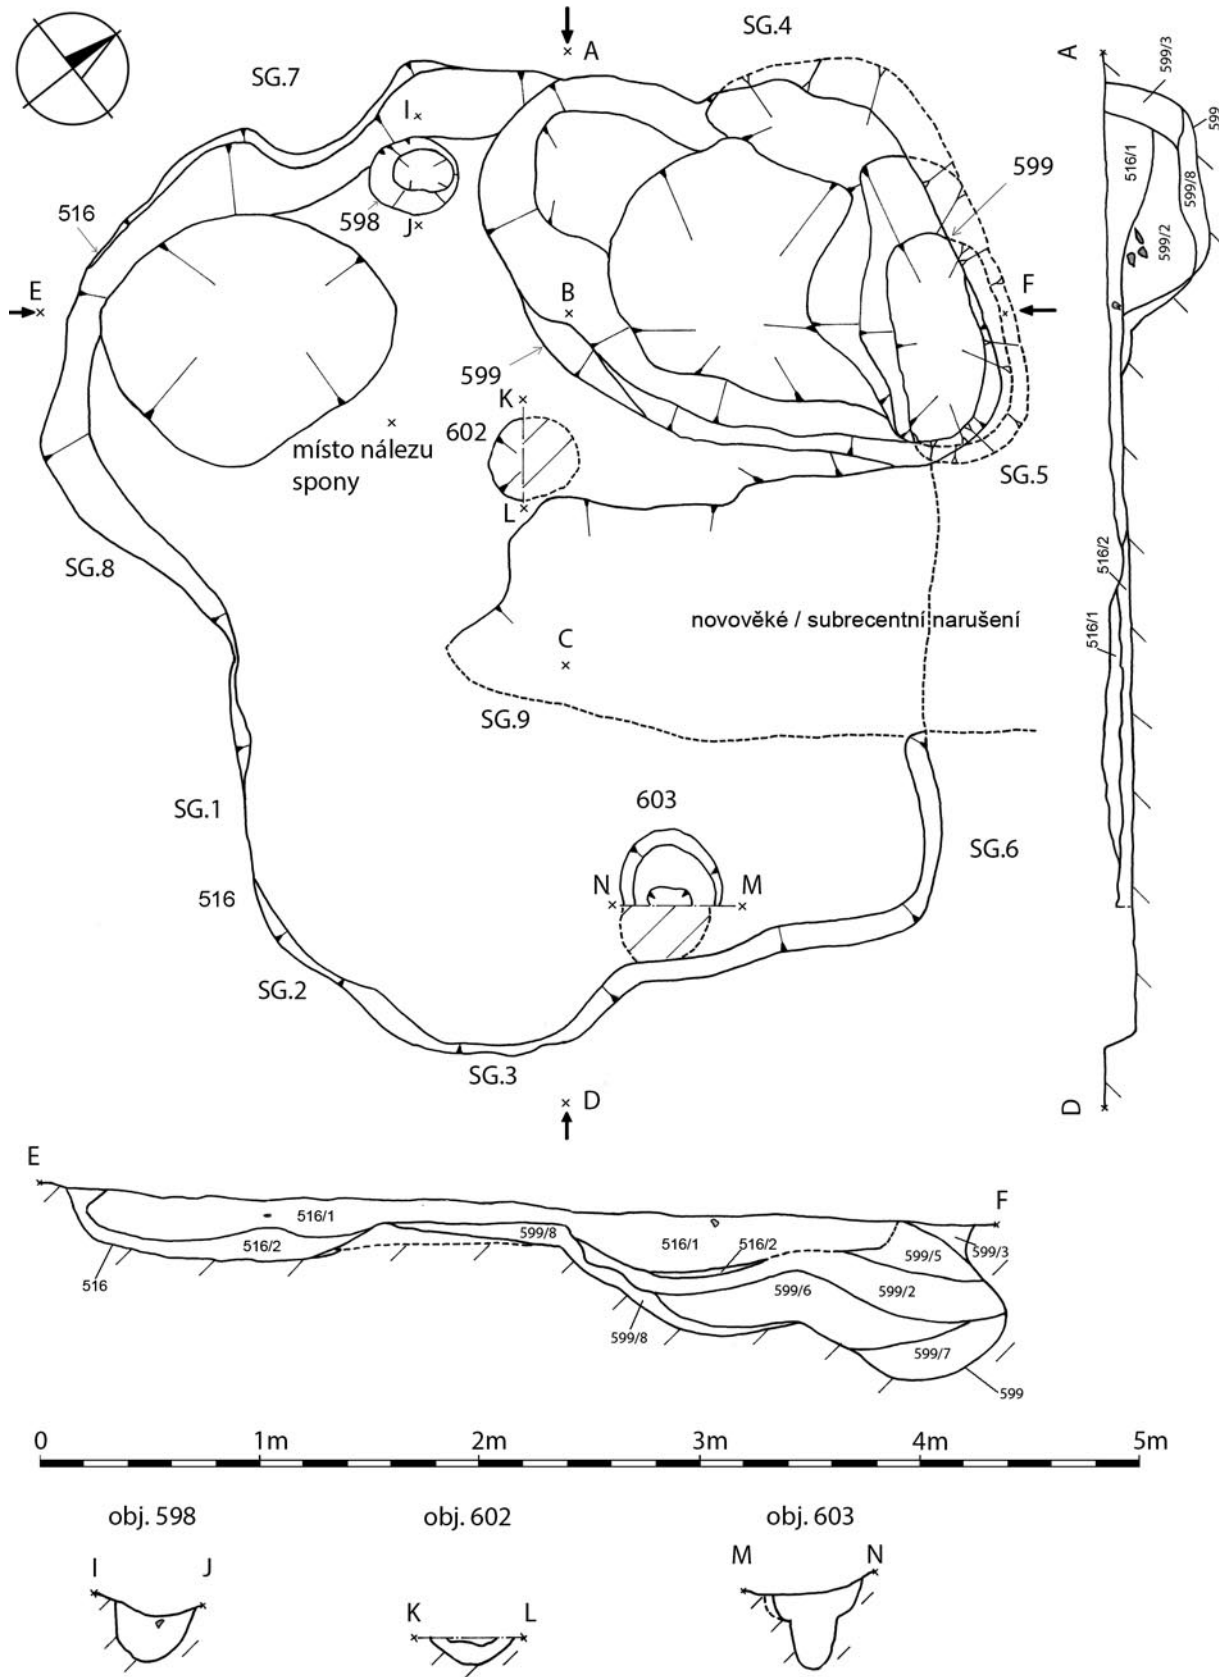 SG.4
A
SG.7
I
599
516
598
J
E
B
F
599
K
602
místo nálezu
spony
L
SG.5
SG.8
novověké / subrecentní narušení
C
SG.9
603
SG.1
SG.6
N
M
516
SG.2
SG.3
D
A
599/3
599
516/1
599/8
599/2
516/2
516/1
D
E
F
516/1
599/8
516/1
516/2
599/5
599/3
516/2
516
599/6
599/2
599/8
599/7
599
0 1m 2m 3m 4m 5m
obj. 598
obj. 602
obj. 603
I J
K L
M N